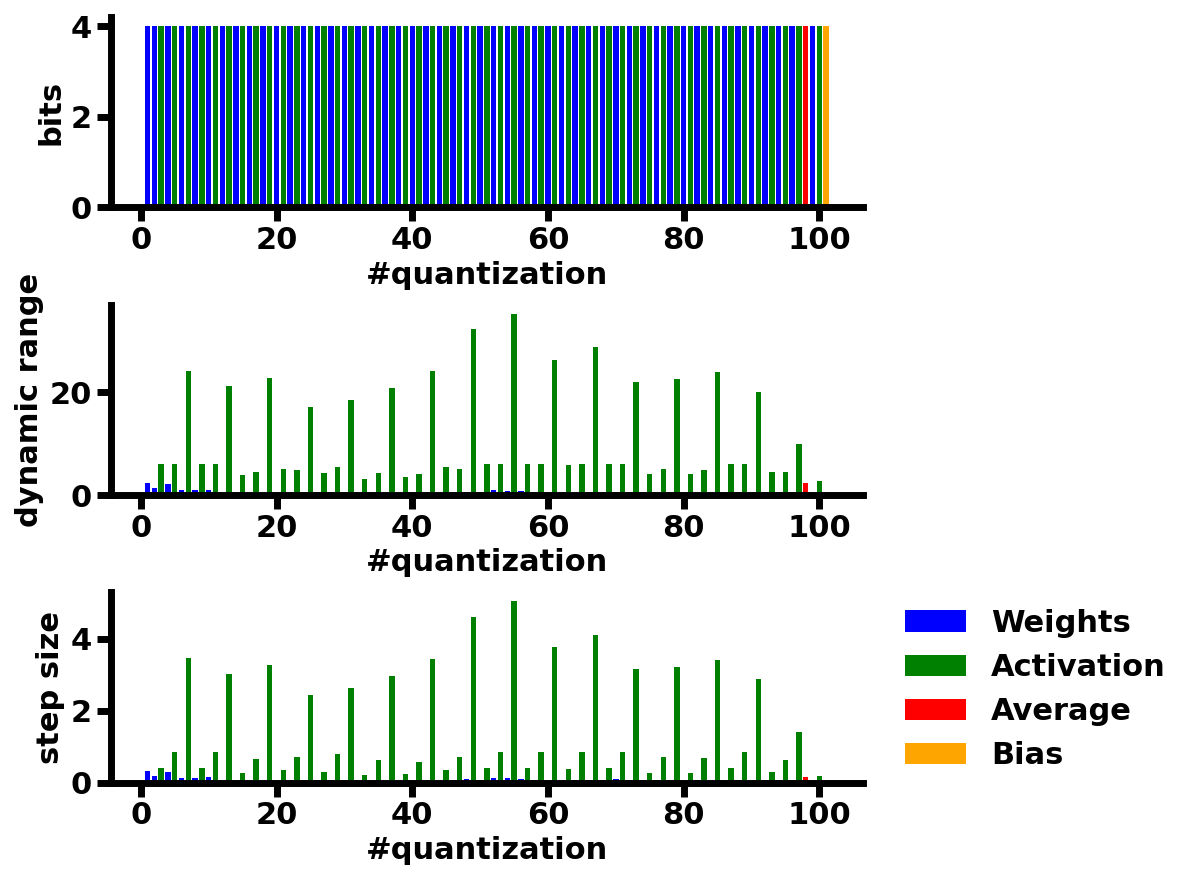 4
2
0
bits
0 20 40 60 80 100
#quantization
20
0
dynamic range
0 20 40 60 80 100
#quantization
4
2
0
step size
0 20 40 60 80 100
#quantization
Weights
Activation
Average
Bias